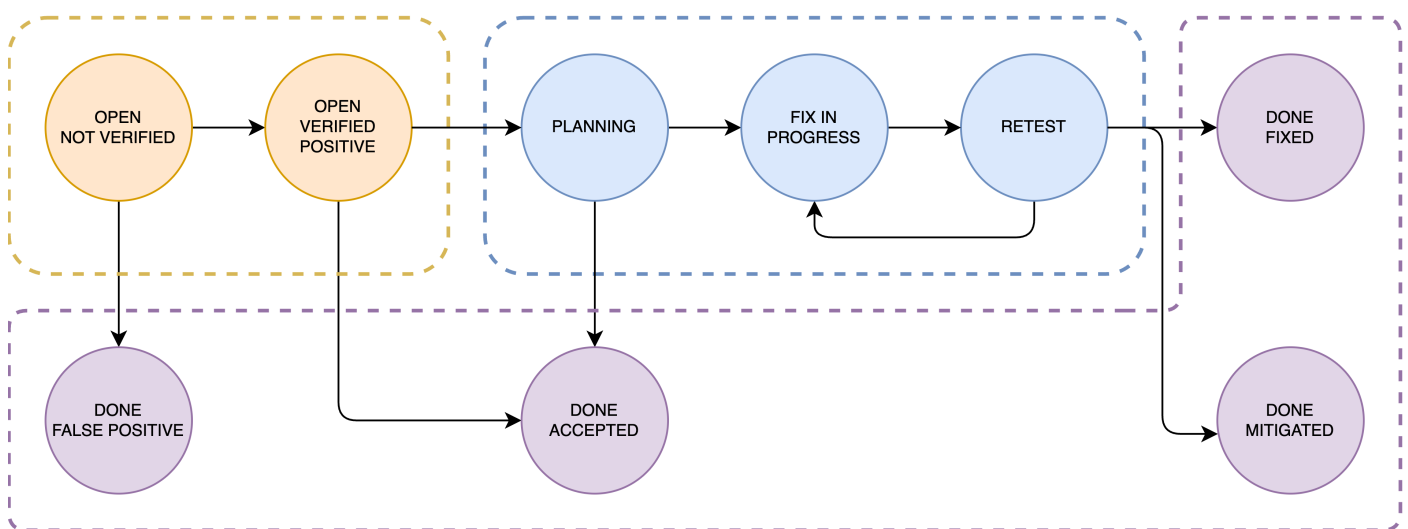 OPEN
NOT VERIFIED
OPEN
VERIFIED
POSITIVE
PLANNING
FIX IN
PROGRESS
RETEST
DONE
FIXED
DONE
FALSE POSITIVE
DONE
ACCEPTED
DONE
MITIGATED